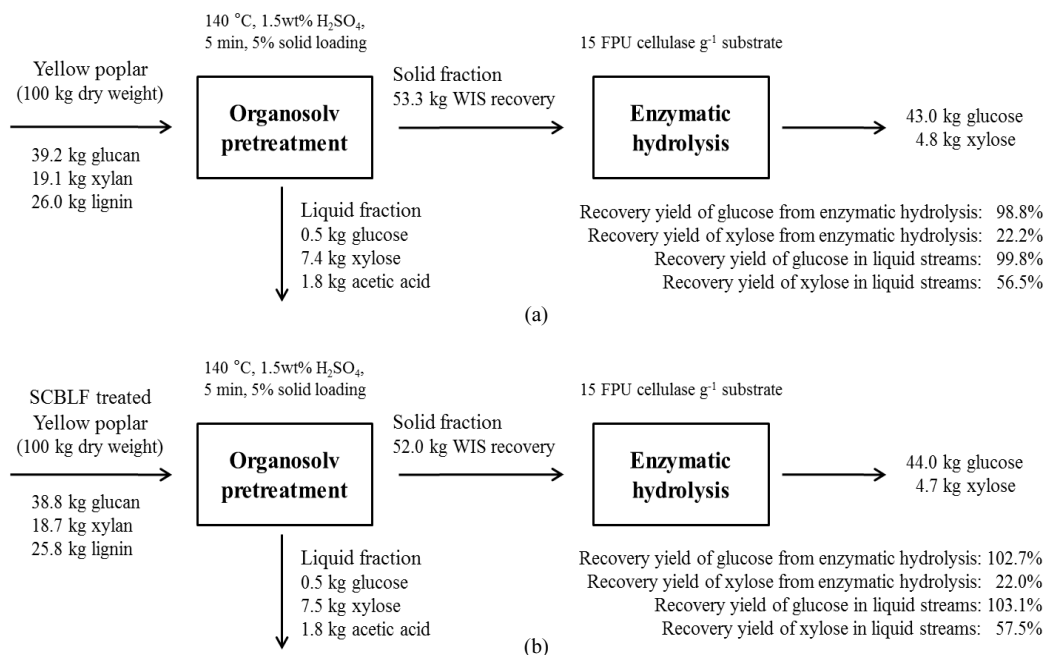 140 °C, 1.5wt% H₂SO₄,
5 min, 5% solid loading
15 FPU cellulase g⁻¹ substrate
Yellow poplar
(100 kg dry weight)
39.2 kg glucan
19.1 kg xylan
26.0 kg lignin
Organosolv
pretreatment
Solid fraction
53.3 kg WIS recovery
Enzymatic
hydrolysis
43.0 kg glucose
4.8 kg xylose
Liquid fraction
0.5 kg glucose
7.4 kg xylose
1.8 kg acetic acid
Recovery yield of glucose from enzymatic hydrolysis: 98.8%
Recovery yield of xylose from enzymatic hydrolysis: 22.2%
Recovery yield of glucose in liquid streams: 99.8%
Recovery yield of xylose in liquid streams: 56.5%
(a)
140 °C, 1.5wt% H₂SO₄,
5 min, 5% solid loading
15 FPU cellulase g⁻¹ substrate
SCBLF treated
Yellow poplar
(100 kg dry weight)
38.8 kg glucan
18.7 kg xylan
25.8 kg lignin
Organosolv
pretreatment
Solid fraction
52.0 kg WIS recovery
Enzymatic
hydrolysis
44.0 kg glucose
4.7 kg xylose
Liquid fraction
0.5 kg glucose
7.5 kg xylose
1.8 kg acetic acid
Recovery yield of glucose from enzymatic hydrolysis: 102.7%
Recovery yield of xylose from enzymatic hydrolysis: 22.0%
Recovery yield of glucose in liquid streams: 103.1%
Recovery yield of xylose in liquid streams: 57.5%
(b)